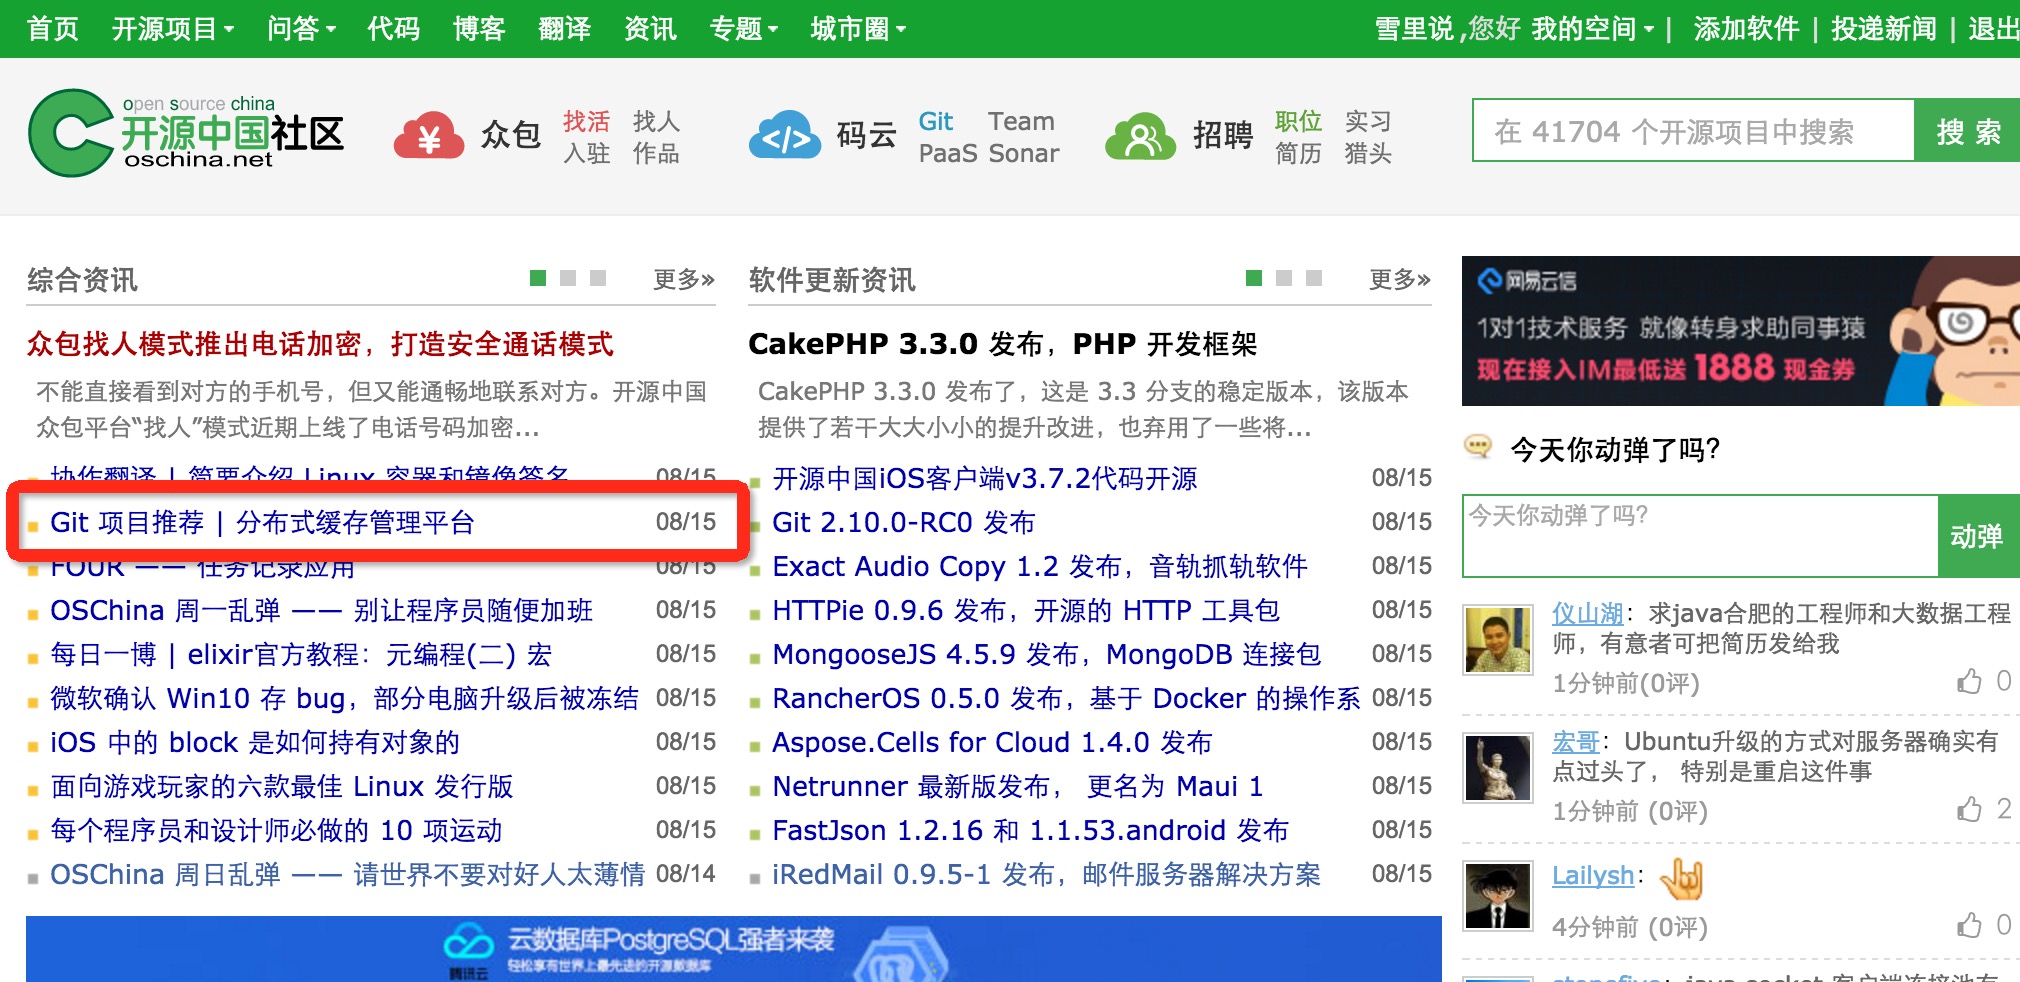 首页 开源项目 问答 代码 博客 翻译 资讯 专题 城市圈 雪里说,您好 我的空间 | 添加软件 | 投递新闻 | 退出
open source china
开源中国社区
oschina.net
众包 找活 找人
入驻 作品
码云 Git Team
PaaS Sonar
招聘 职位 实习
简历 猎头
在 41704 个开源项目中搜索 搜 索
综合资讯 更多»
众包找人模式推出电话加密，打造安全通话模式
不能直接看到对方的手机号，但又能通畅地联系对方。开源中国
众包平台“找人”模式近期上线了电话号码加密...
协作翻译 | 简要介绍 Linux 容器和镜像签名 08/15
Git 项目推荐 | 分布式缓存管理平台 08/15
FOUR —— 任务记录应用 08/15
OSChina 周一乱弹 —— 别让程序员随便加班 08/15
每日一博 | elixir官方教程：元编程(二) 宏 08/15
微软确认 Win10 存 bug，部分电脑升级后被冻结 08/15
iOS 中的 block 是如何持有对象的 08/15
面向游戏玩家的六款最佳 Linux 发行版 08/15
每个程序员和设计师必做的 10 项运动 08/15
OSChina 周日乱弹 —— 请世界不要对好人太薄情 08/14
软件更新资讯 更多»
CakePHP 3.3.0 发布，PHP 开发框架
CakePHP 3.3.0 发布了，这是 3.3 分支的稳定版本，该版本
提供了若干大大小小的提升改进，也弃用了一些将...
开源中国iOS客户端v3.7.2代码开源 08/15
Git 2.10.0-RC0 发布 08/15
Exact Audio Copy 1.2 发布，音轨抓轨软件 08/15
HTTPie 0.9.6 发布，开源的 HTTP 工具包 08/15
MongooseJS 4.5.9 发布，MongoDB 连接包 08/15
RancherOS 0.5.0 发布，基于 Docker 的操作系 08/15
Aspose.Cells for Cloud 1.4.0 发布 08/15
Netrunner 最新版发布， 更名为 Maui 1 08/15
FastJson 1.2.16 和 1.1.53.android 发布 08/15
iRedMail 0.9.5-1 发布，邮件服务器解决方案 08/15
云数据库PostgreSQL强者来袭
轻松享有世界上最先进的开源数据库
腾讯云
网易云信
1对1技术服务 就像转身求助同事猿
现在接入IM最低送 1888 现金券
今天你动弹了吗?
今天你动弹了吗?
动弹
仪山湖：求java合肥的工程师和大数据工程
师，有意者可把简历发给我
1分钟前(0评) 0
宏哥：Ubuntu升级的方式对服务器确实有
点过头了， 特别是重启这件事
1分钟前 (0评) 2
Lailysh：
4分钟前 (0评) 0